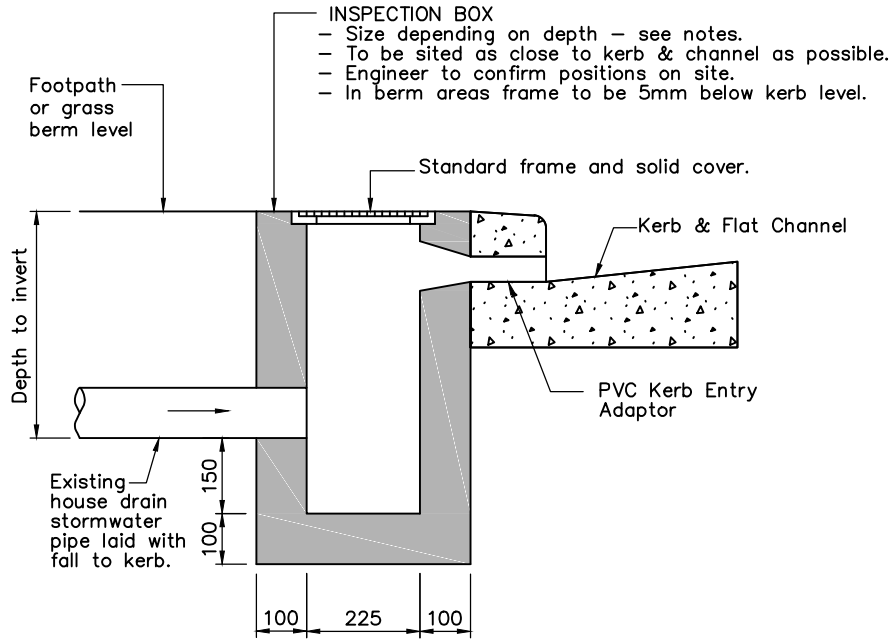 INSPECTION BOX
– Size depending on depth – see notes.
– To be sited as close to kerb & channel as possible.
– Engineer to confirm positions on site.
– In berm areas frame to be 5mm below kerb level.
Footpath
or grass
berm level
Standard frame and solid cover.
Kerb & Flat Channel
Depth to invert
PVC Kerb Entry
Adaptor
Existing
house drain
stormwater
pipe laid with
fall to kerb.
150
100
100
225
100